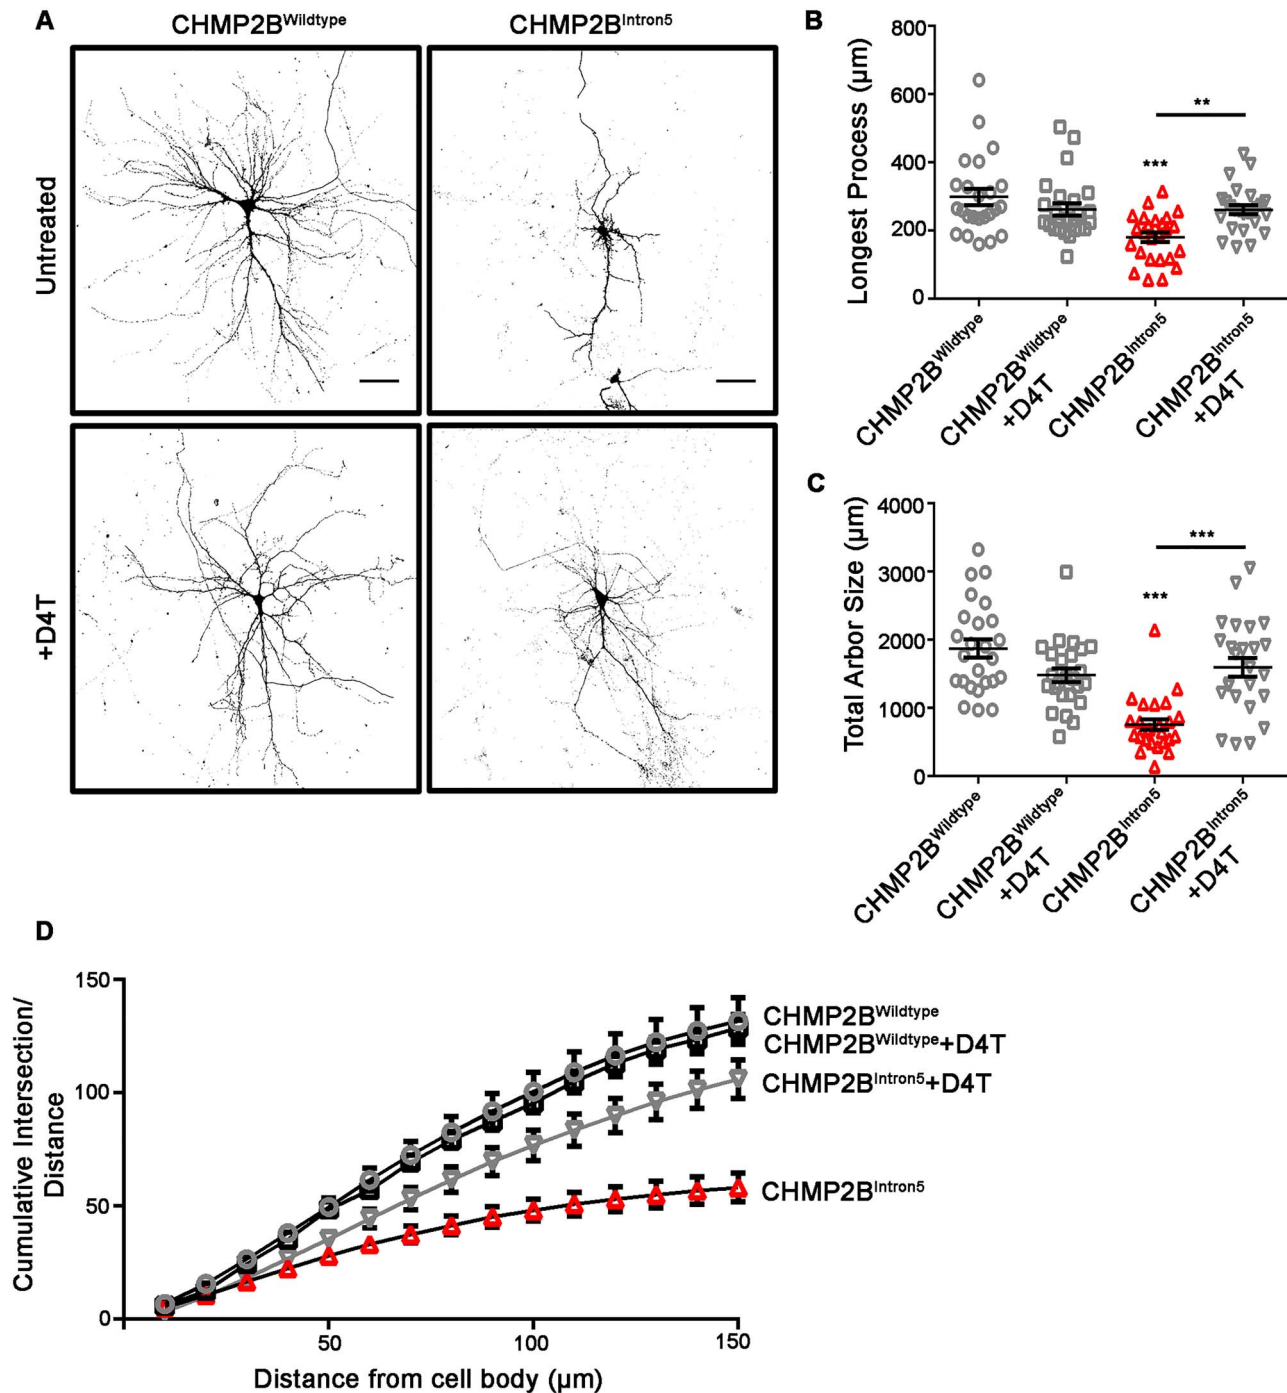 A
CHMP2BWildtype
CHMP2BIntron5
Untreated
+D4T
B
800
600
400
200
0
Longest Process (µm)
**
***
CHMP2BWildtype
CHMP2BWildtype
+D4T
CHMP2BIntron5
CHMP2BIntron5
+D4T
C
4000
3000
2000
1000
0
Total Arbor Size (µm)
***
***
CHMP2BWildtype
CHMP2BWildtype
+D4T
CHMP2BIntron5
CHMP2BIntron5
+D4T
D
150
100
50
0
Cumulative Intersection/
Distance
CHMP2BWildtype
CHMP2BWildtype+D4T
CHMP2BIntron5+D4T
CHMP2BIntron5
50
100
150
Distance from cell body (µm)